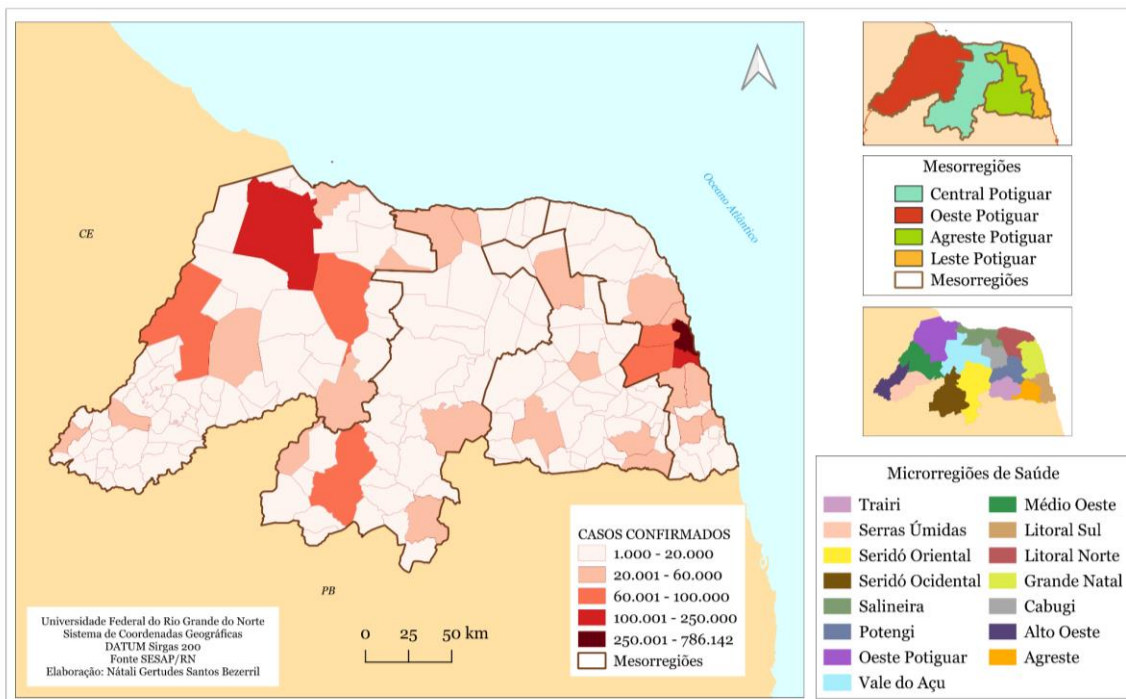 CE
Oceano Atlântico
PB
Universidade Federal do Rio Grande do Norte
Sistema de Coordenadas Geográficas
DATUM Sirgas 200
Fonte SESAP/RN
Elaboração: Nátali Gertudes Santos Bezerril
0 25 50 km
CASOS CONFIRMADOS
1.000 - 20.000
20.001 - 60.000
60.001 - 100.000
100.001 - 250.000
250.001 - 786.142
Mesorregiões
Mesorregiões
Central Potiguar
Oeste Potiguar
Agreste Potiguar
Leste Potiguar
Mesorregiões
Microrregiões de Saúde
Trairi
Serras Úmidas
Seridó Oriental
Seridó Ocidental
Salineira
Potengi
Oeste Potiguar
Vale do Açu
Médio Oeste
Litoral Sul
Litoral Norte
Grande Natal
Cabugi
Alto Oeste
Agreste